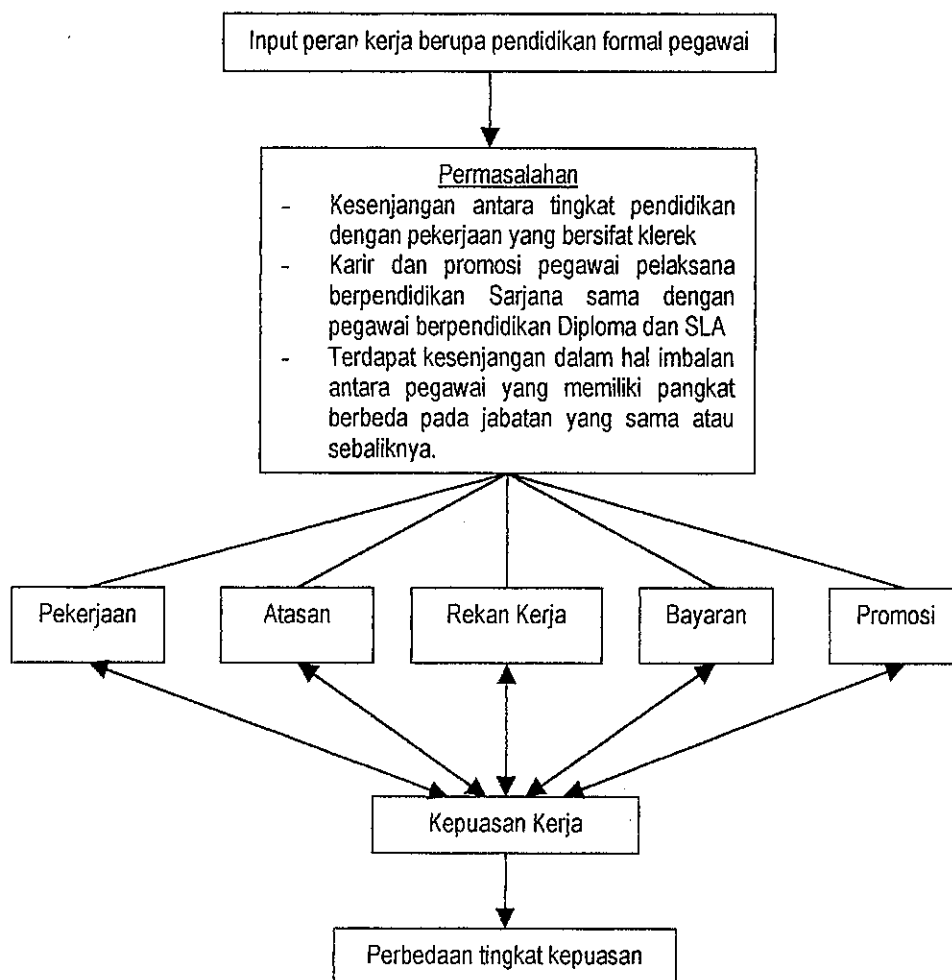 Input peran kerja berupa pendidikan formal pegawai
Permasalahan
- Kesenjangan antara tingkat pendidikan
dengan pekerjaan yang bersifat klerek
- Karir dan promosi pegawai pelaksana
berpendidikan Sarjana sama dengan
pegawai berpendidikan Diploma dan SLA
- Terdapat kesenjangan dalam hal imbalan
antara pegawai yang memiliki pangkat
berbeda pada jabatan yang sama atau
sebaliknya.
Pekerjaan
Atasan
Rekan Kerja
Bayaran
Promosi
Kepuasan Kerja
Perbedaan tingkat kepuasan